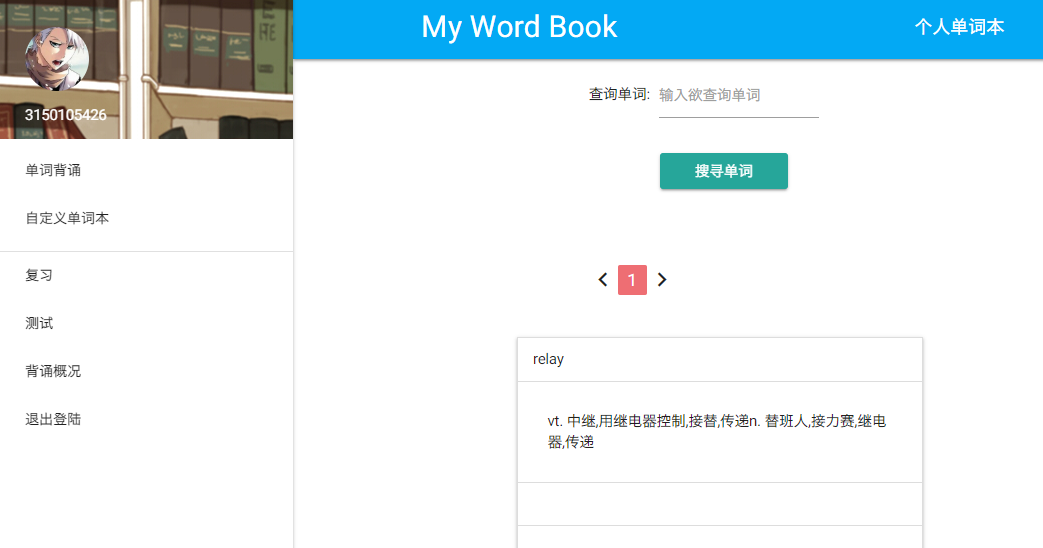 My Word Book
个人单词本
3150105426
单词背诵
自定义单词本
复习
测试
背诵概况
退出登陆
查询单词: 输入欲查询单词
搜寻单词
1
relay
vt. 中继,用继电器控制,接替,传递n. 替班人,接力赛,继电
器,传递